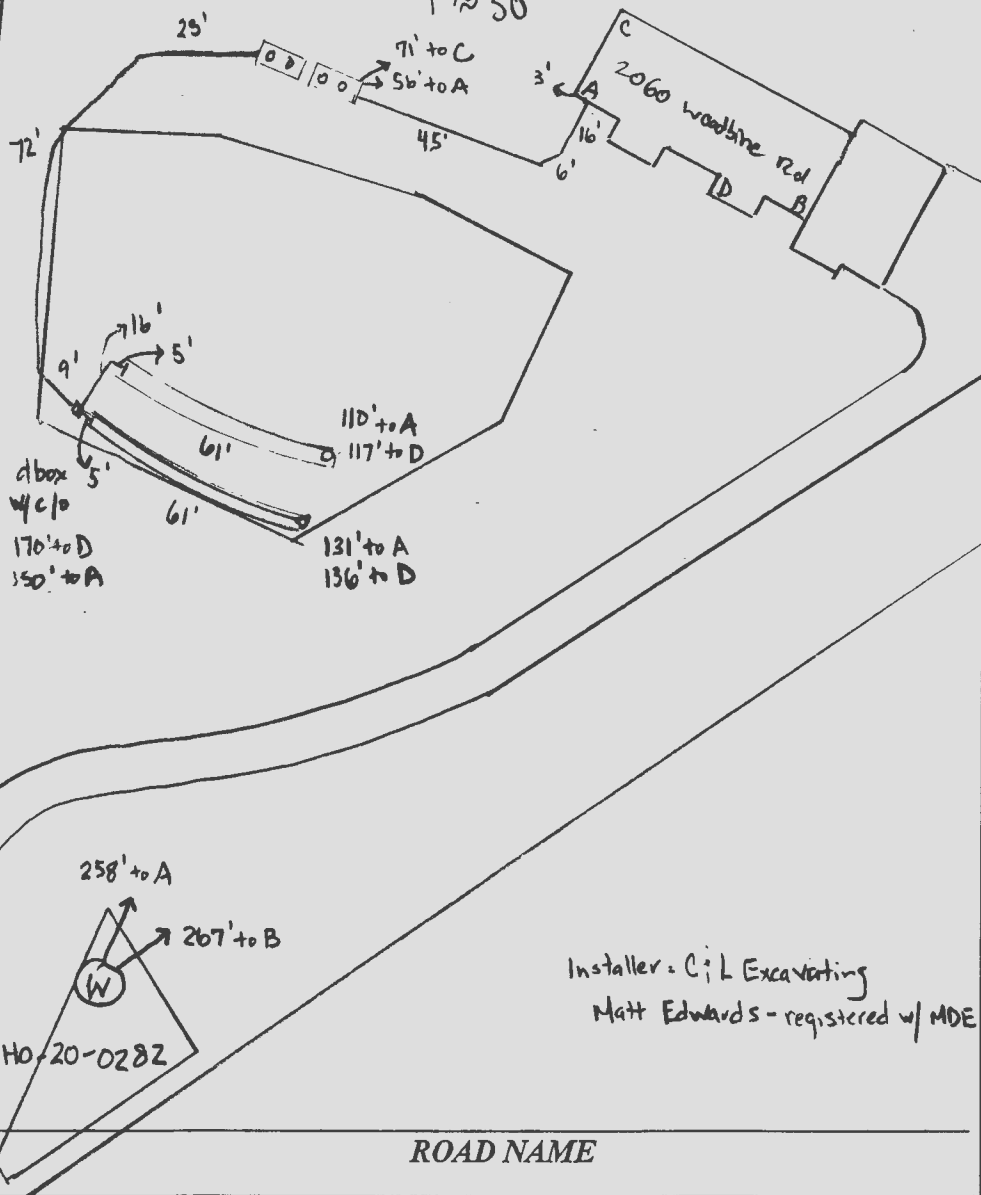 1"=50
C
23'
71' to C
56' to A
3'
A
2060 Woodbine Rd
16'
45'
6'
72'
D
B
16'
5'
9'
110' to A
117' to D
61'
dbox
w/ c/o
170' to D
150' to A
5'
61'
131' to A
136' to D
258' to A
267' to B
W
HO-20-0282
Installer: C & L Excavating
Matt Edwards - registered w/ MDE
ROAD NAME